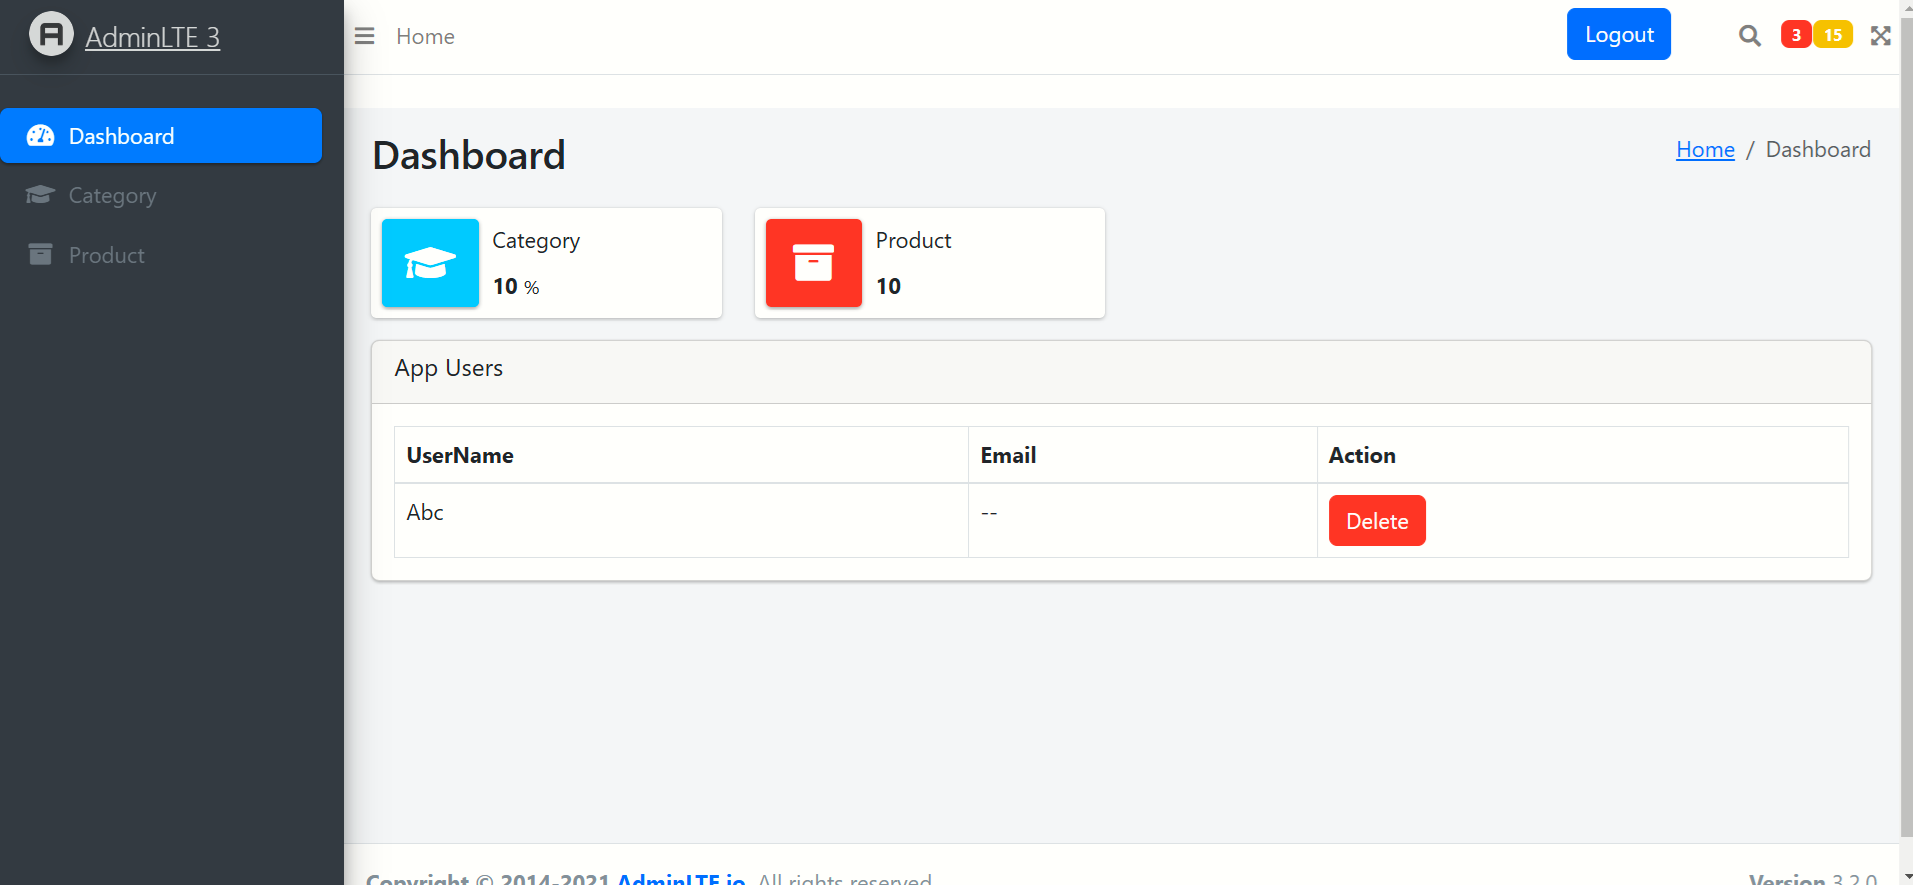 AdminLTE 3
Home
Logout
3
15
Dashboard
Category
Product
Dashboard
Home / Dashboard
Category
10 %
Product
10
App Users
UserName Email Action
Abc -- Delete
Copyright © 2014-2021 AdminLTE.io. All rights reserved.
Version 3.2.0